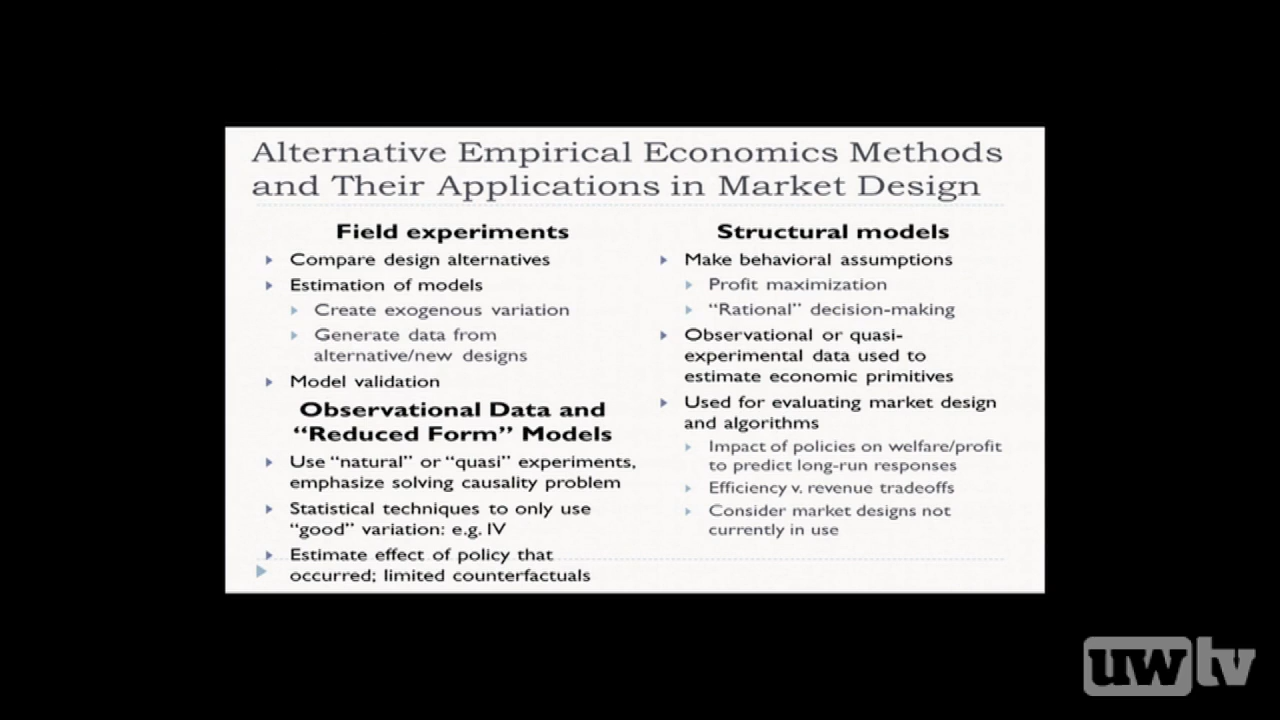 Alternative Empirical Economics Methods
and Their Applications in Market Design
Field experiments
Compare design alternatives
Estimation of models
Create exogenous variation
Generate data from
alternative/new designs
Model validation
Observational Data and
“Reduced Form” Models
Use “natural” or “quasi” experiments,
emphasize solving causality problem
Statistical techniques to only use
“good” variation: e.g. IV
Estimate effect of policy that
occurred; limited counterfactuals
Structural models
Make behavioral assumptions
Profit maximization
“Rational” decision-making
Observational or quasi-
experimental data used to
estimate economic primitives
Used for evaluating market design
and algorithms
Impact of policies on welfare/profit
to predict long-run responses
Efficiency v. revenue tradeoffs
Consider market designs not
currently in use
uwtv